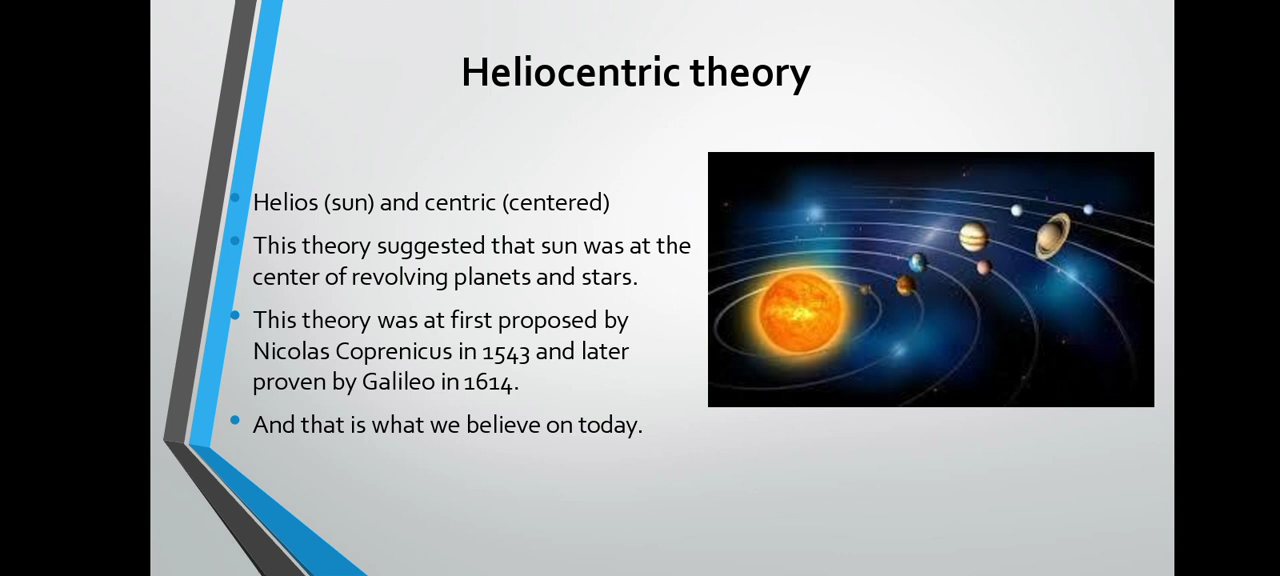 Heliocentric theory
Helios (sun) and centric (centered)
This theory suggested that sun was at the
center of revolving planets and stars.
This theory was at first proposed by
Nicolas Coprenicus in 1543 and later
proven by Galileo in 1614.
And that is what we believe on today.